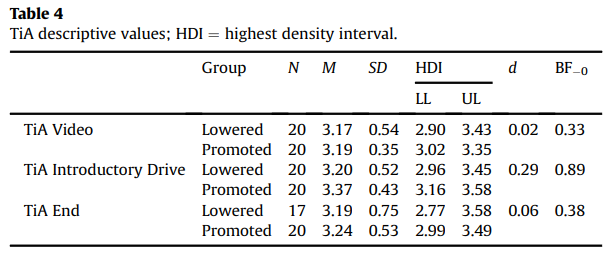 Table 4
TiA descriptive values; HDI = highest density interval.
Group N M SD HDI d BF₋₀
LL UL
TiA Video Lowered 20 3.17 0.54 2.90 3.43 0.02 0.33
Promoted 20 3.19 0.35 3.02 3.35
TiA Introductory Drive Lowered 20 3.20 0.52 2.96 3.45 0.29 0.89
Promoted 20 3.37 0.43 3.16 3.58
TiA End Lowered 17 3.19 0.75 2.77 3.58 0.06 0.38
Promoted 20 3.24 0.53 2.99 3.49